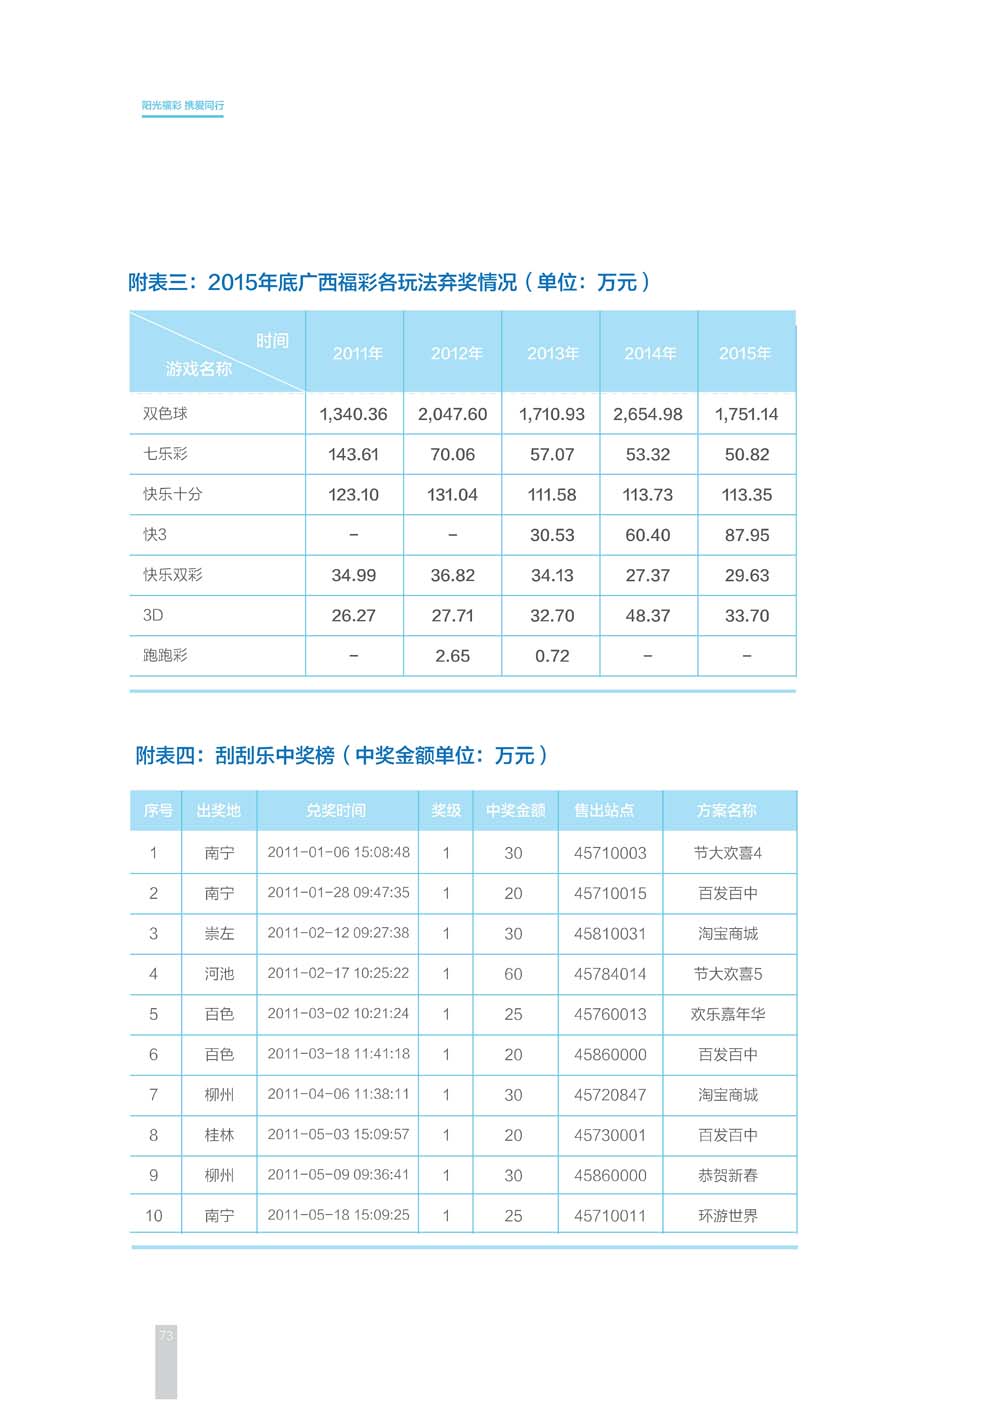 阳光福彩 携爱同行
附表三：2015年底广西福彩各玩法弃奖情况（单位：万元）
时间
游戏名称 2011年 2012年 2013年 2014年 2015年
双色球 1,340.36 2,047.60 1,710.93 2,654.98 1,751.14
七乐彩 143.61 70.06 57.07 53.32 50.82
快乐十分 123.10 131.04 111.58 113.73 113.35
快3 – – 30.53 60.40 87.95
快乐双彩 34.99 36.82 34.13 27.37 29.63
3D 26.27 27.71 32.70 48.37 33.70
跑跑彩 – 2.65 0.72 – –
附表四：刮刮乐中奖榜（中奖金额单位：万元）
序号 出奖地 兑奖时间 奖级 中奖金额 售出站点 方案名称
1 南宁 2011-01-06 15:08:48 1 30 45710003 节大欢喜4
2 南宁 2011-01-28 09:47:35 1 20 45710015 百发百中
3 崇左 2011-02-12 09:27:38 1 30 45810031 淘宝商城
4 河池 2011-02-17 10:25:22 1 60 45784014 节大欢喜5
5 百色 2011-03-02 10:21:24 1 25 45760013 欢乐嘉年华
6 百色 2011-03-18 11:41:18 1 20 45860000 百发百中
7 柳州 2011-04-06 11:38:11 1 30 45720847 淘宝商城
8 桂林 2011-05-03 15:09:57 1 20 45730001 百发百中
9 柳州 2011-05-09 09:36:41 1 30 45860000 恭贺新春
10 南宁 2011-05-18 15:09:25 1 25 45710011 环游世界
73